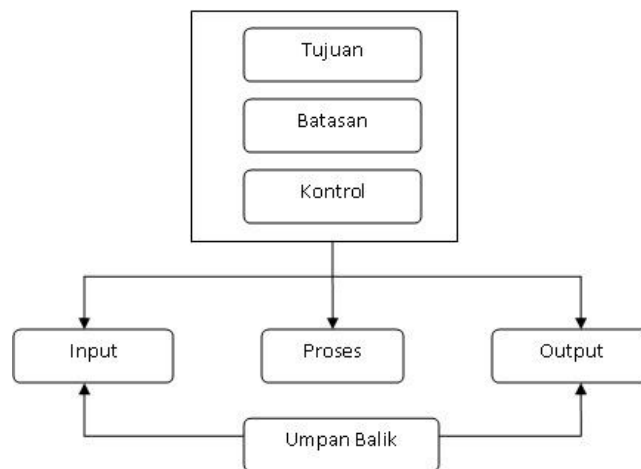 Tujuan
Batasan
Kontrol
Input
Proses
Output
Umpan Balik